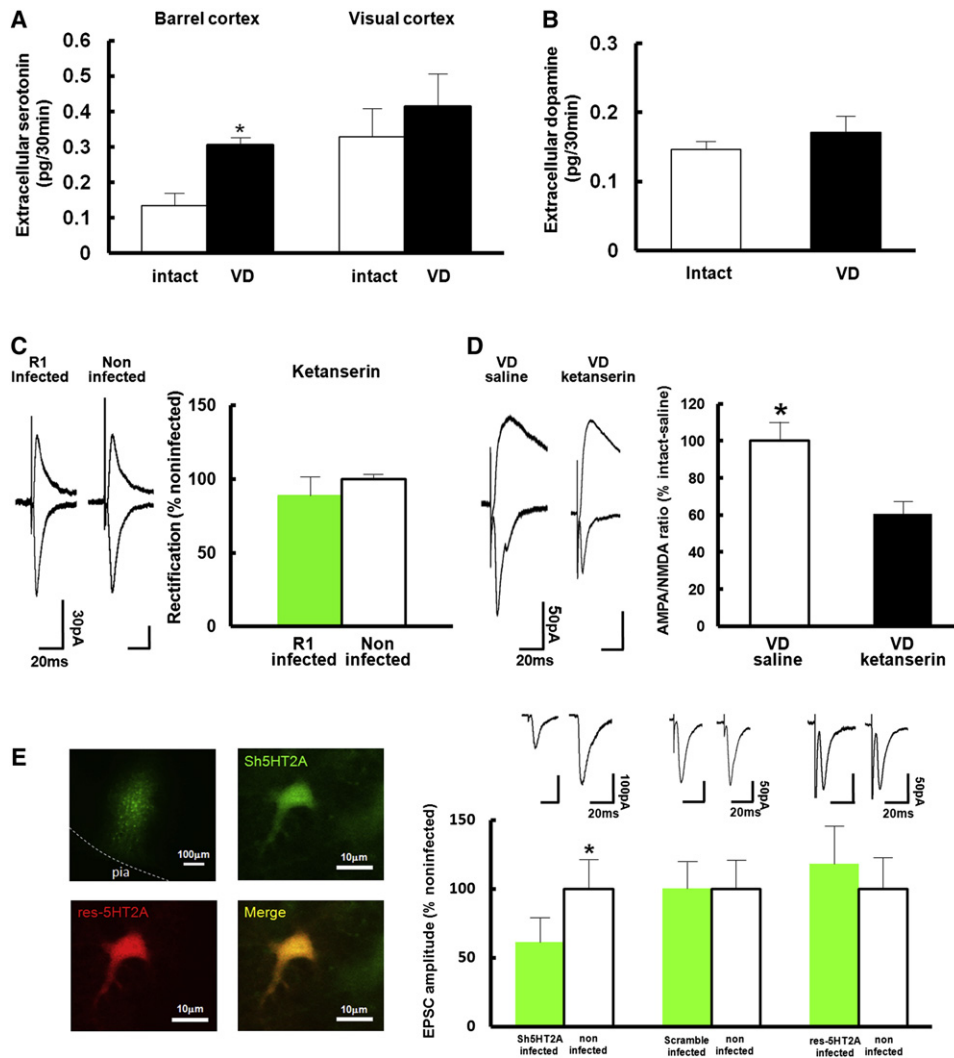 A
Barrel cortex
Visual cortex
Extracellular serotonin
(pg/30min)
0.6
0.5
0.4
0.3
0.2
0.1
0
*
intact
VD
intact
VD
B
Extracellular dopamine
(pg/30min)
0.3
0.2
0.1
0
Intact
VD
C
R1
Infected
Non
infected
30pA
20ms
Ketanserin
Rectification (% noninfected)
150
100
50
0
R1
infected
Non
infected
D
VD
saline
VD
ketanserin
50pA
20ms
AMPA/NMDA ratio (% intact-saline)
140
120
100
80
60
40
20
0
*
VD
saline
VD
ketanserin
E
100μm
pia
Sh5HT2A
10μm
res-5HT2A
10μm
Merge
10μm
100pA
20ms
50pA
20ms
50pA
20ms
EPSC amplitude (% noninfected)
150
100
50
0
*
Sh5HT2A
infected
non
infected
Scramble
infected
non
infected
res-5HT2A
infected
non
infected